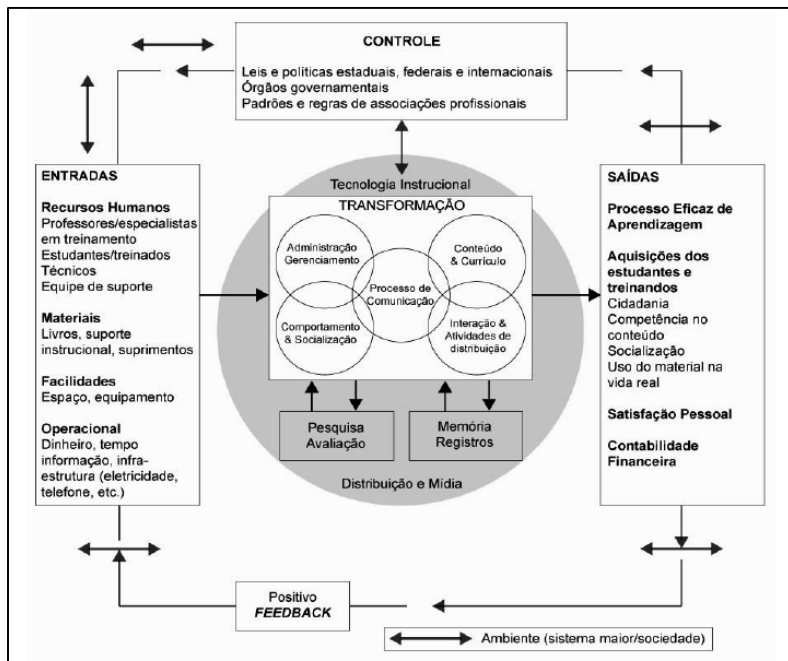 CONTROLE
Leis e políticas estaduais, federais e internacionais
Órgãos governamentais
Padrões e regras de associações profissionais
ENTRADAS
Recursos Humanos
Professores/especialistas
em treinamento
Estudantes/treinados
Técnicos
Equipe de suporte
Materiais
Livros, suporte
instrucional, suprimentos
Facilidades
Espaço, equipamento
Operacional
Dinheiro, tempo
informação, infra-
estrutura (eletricidade,
telefone, etc.)
Tecnologia Instrucional
TRANSFORMAÇÃO
Administração
Gerenciamento
Conteúdo
& Currículo
Processo de
Comunicação
Comportamento
& Socialização
Interação &
Atividades de
distribuição
Pesquisa
Avaliação
Memória
Registros
Distribuição e Mídia
SAÍDAS
Processo Eficaz de
Aprendizagem
Aquisições dos
estudantes e
treinandos
Cidadania
Competência no
conteúdo
Socialização
Uso do material na
vida real
Satisfação Pessoal
Contabilidade
Financeira
Positivo
FEEDBACK
Ambiente (sistema maior/sociedade)